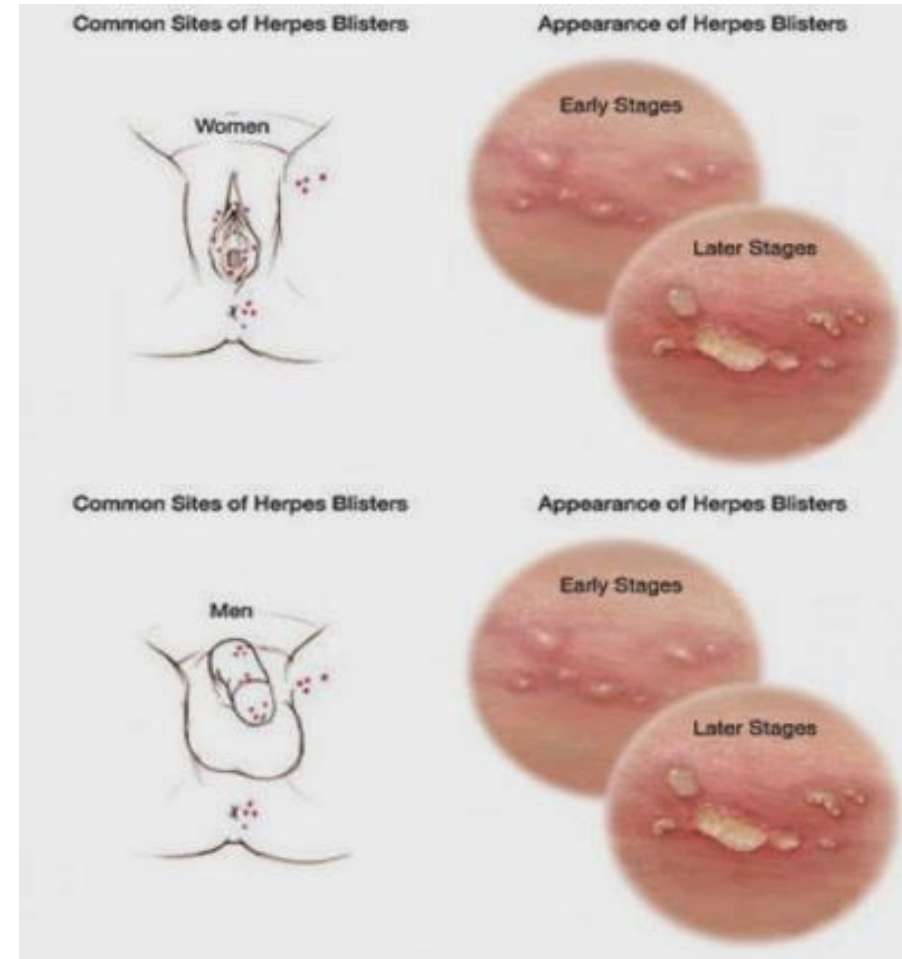 Common Sites of Herpes Blisters
Appearance of Herpes Blisters
Women
Early Stages
Later Stages
Common Sites of Herpes Blisters
Appearance of Herpes Blisters
Men
Early Stages
Later Stages